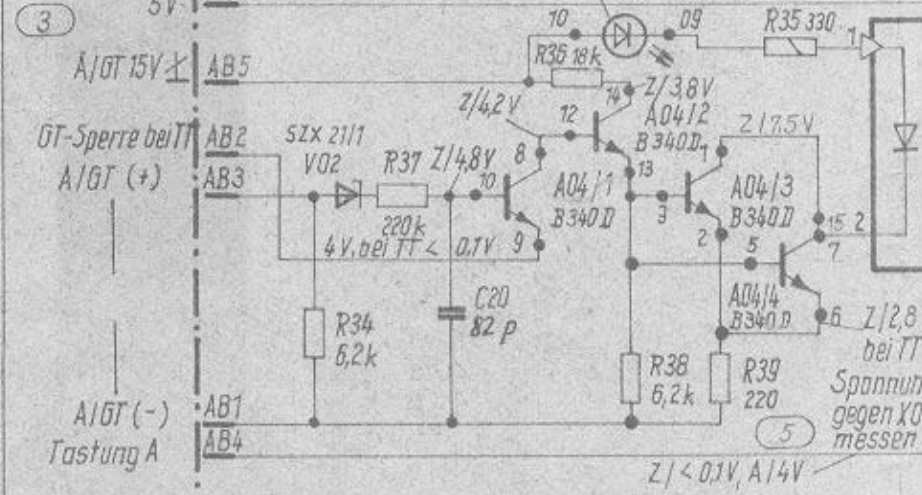 3
5V
10
09
R35 330
1
Ä/GT 15V
AB5
R36 18k
14
Z/3,8V
Z/4,2V
12
A04/2
B340D
GT-Sperre bei TT
AB2
SZX 21/1
V02
R37
Z/4,8V
8
13
1
Z/7,5V
A/GT (+)
AB3
10
A04/1
B340D
3
A04/3
B340D
15
2
220k
4V, bei TT < 0,1V
9
2
5
7
R34
6,2k
C20
82 p
A04/4
B340D
6
Z/2,8
bei TT
R38
6,2k
R39
220
Spannun
gegen X0
messen
A/GT (-)
AB1
Tastung A
AB4
5
Z/< 0,1V, A/4V